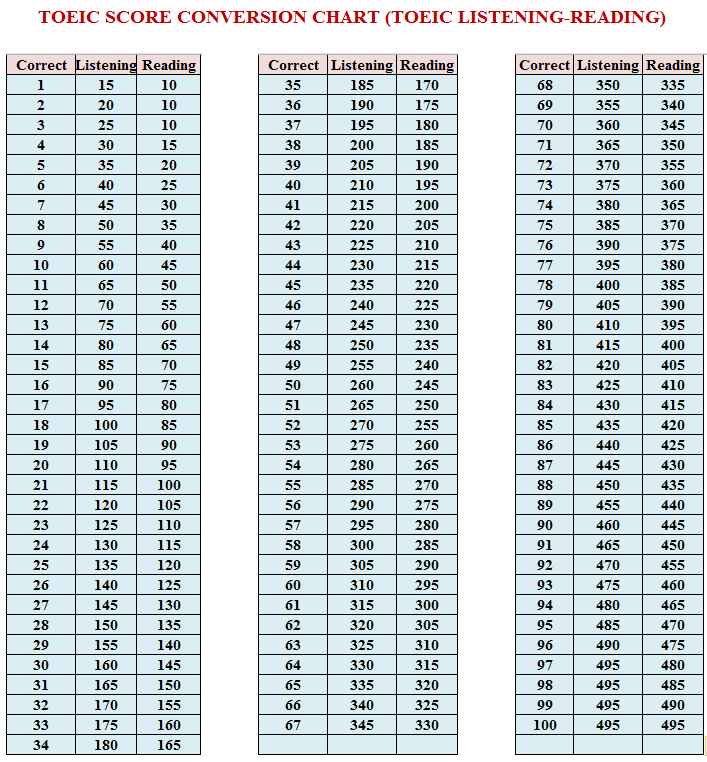 TOEIC SCORE CONVERSION CHART (TOEIC LISTENING-READING)
Correct Listening Reading Correct Listening Reading Correct Listening Reading
1 15 10 35 185 170 68 350 335
2 20 10 36 190 175 69 355 340
3 25 10 37 195 180 70 360 345
4 30 15 38 200 185 71 365 350
5 35 20 39 205 190 72 370 355
6 40 25 40 210 195 73 375 360
7 45 30 41 215 200 74 380 365
8 50 35 42 220 205 75 385 370
9 55 40 43 225 210 76 390 375
10 60 45 44 230 215 77 395 380
11 65 50 45 235 220 78 400 385
12 70 55 46 240 225 79 405 390
13 75 60 47 245 230 80 410 395
14 80 65 48 250 235 81 415 400
15 85 70 49 255 240 82 420 405
16 90 75 50 260 245 83 425 410
17 95 80 51 265 250 84 430 415
18 100 85 52 270 255 85 435 420
19 105 90 53 275 260 86 440 425
20 110 95 54 280 265 87 445 430
21 115 100 55 285 270 88 450 435
22 120 105 56 290 275 89 455 440
23 125 110 57 295 280 90 460 445
24 130 115 58 300 285 91 465 450
25 135 120 59 305 290 92 470 455
26 140 125 60 310 295 93 475 460
27 145 130 61 315 300 94 480 465
28 150 135 62 320 305 95 485 470
29 155 140 63 325 310 96 490 475
30 160 145 64 330 315 97 495 480
31 165 150 65 335 320 98 495 485
32 170 155 66 340 325 99 495 490
33 175 160 67 345 330 100 495 495
34 180 165